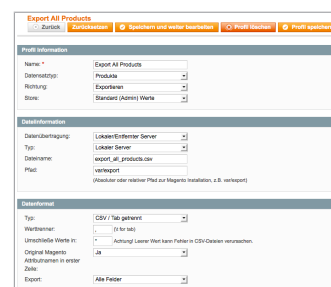 Export All Products
Zurück Zurücksetzen Speichern und weiter bearbeiten Profil löschen Profil speichern
Profil Information
Name: * Export All Products
Datensatztyp: Produkte
Richtung: Exportieren
Store: Standard (Admin) Werte
Dateiinformation
Datenübertragung: Lokaler/Entfernter Server
Typ: Lokaler Server
Dateiname: export_all_products.csv
Pfad: var/export
(Absoluter oder relativer Pfad zur Magento Installation, z.B. var/export)
Datenformat
Typ: CSV / Tab getrennt
Werttrenner: , (\t for tab)
Umschließe Werte in: " Achtung! Leerer Wert kann Fehler in CSV-Dateien verursachen.
Original Magento Ja
Attributnamen in erster
Zeile:
Export: Alle Felder